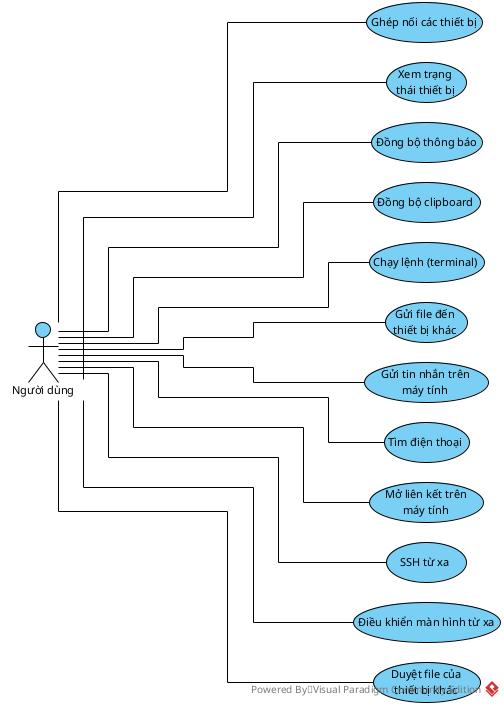 Ghép nối các thiết bị
Xem trạng
thái thiết bị
Đồng bộ thông báo
Đồng bộ clipboard
Chạy lệnh (terminal)
Gửi file đến
thiết bị khác
Người dùng
Gửi tin nhắn trên
máy tính
Tìm điện thoại
Mở liên kết trên
máy tính
SSH từ xa
Điều khiển màn hình từ xa
Duyệt file của
thiết bị khác
Powered By Visual Paradigm Community Edition